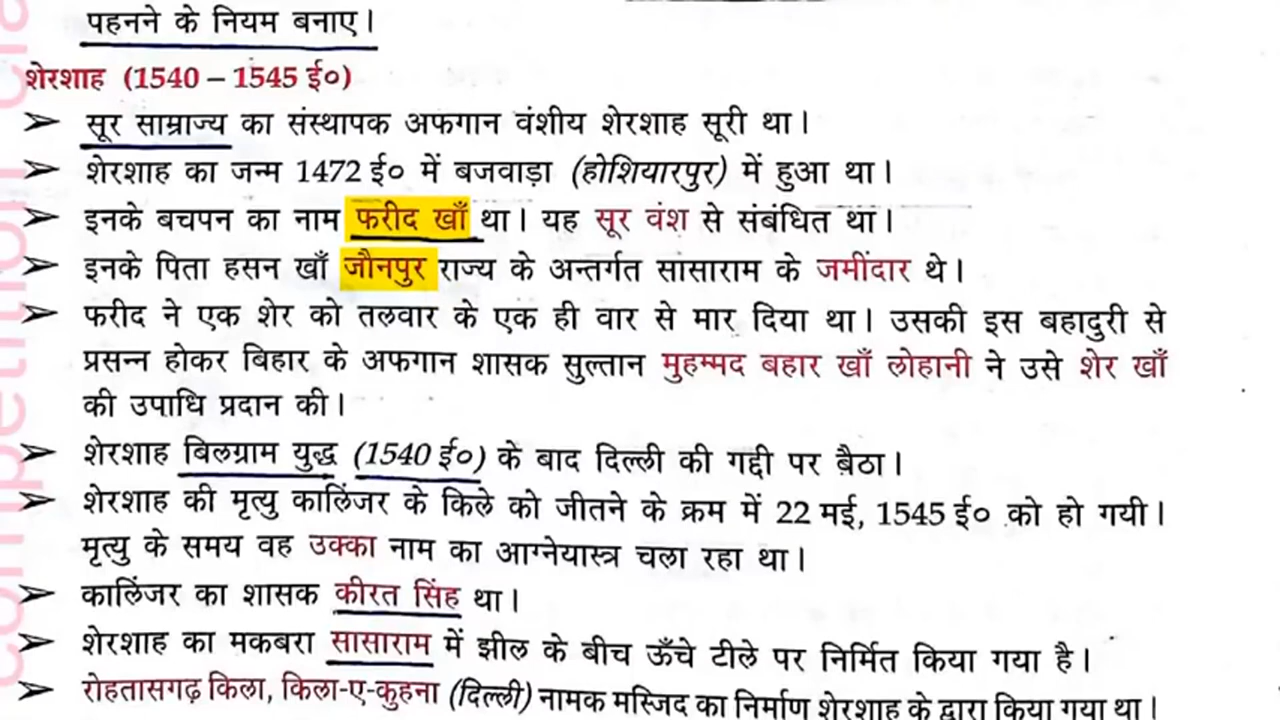 पहनने के नियम बनाए।
शेरशाह (1540 – 1545 ई०)
➢ सूर साम्राज्य का संस्थापक अफगान वंशीय शेरशाह सूरी था।
➢ शेरशाह का जन्म 1472 ई० में बजवाड़ा (होशियारपुर) में हुआ था।
➢ इनके बचपन का नाम फरीद खाँ था। यह सूर वंश से संबंधित था।
➢ इनके पिता हसन खाँ जौनपुर राज्य के अन्तर्गत सासाराम के जमींदार थे।
➢ फरीद ने एक शेर को तलवार के एक ही वार से मार दिया था। उसकी इस बहादुरी से
प्रसन्न होकर बिहार के अफगान शासक सुल्तान मुहम्मद बहार खाँ लोहानी ने उसे शेर खाँ
की उपाधि प्रदान की।
➢ शेरशाह बिलग्राम युद्ध (1540 ई०) के बाद दिल्ली की गद्दी पर बैठा।
➢ शेरशाह की मृत्यु कालिंजर के किले को जीतने के क्रम में 22 मई, 1545 ई० को हो गयी।
मृत्यु के समय वह उक्का नाम का आग्नेयास्त्र चला रहा था।
➢ कालिंजर का शासक कीरत सिंह था।
➢ शेरशाह का मकबरा सासाराम में झील के बीच ऊँचे टीले पर निर्मित किया गया है।
➢ रोहतासगढ़ किला, किला-ए-कुहना (दिल्ली) नामक मस्जिद का निर्माण शेरशाह के द्वारा किया गया था।
competition cla